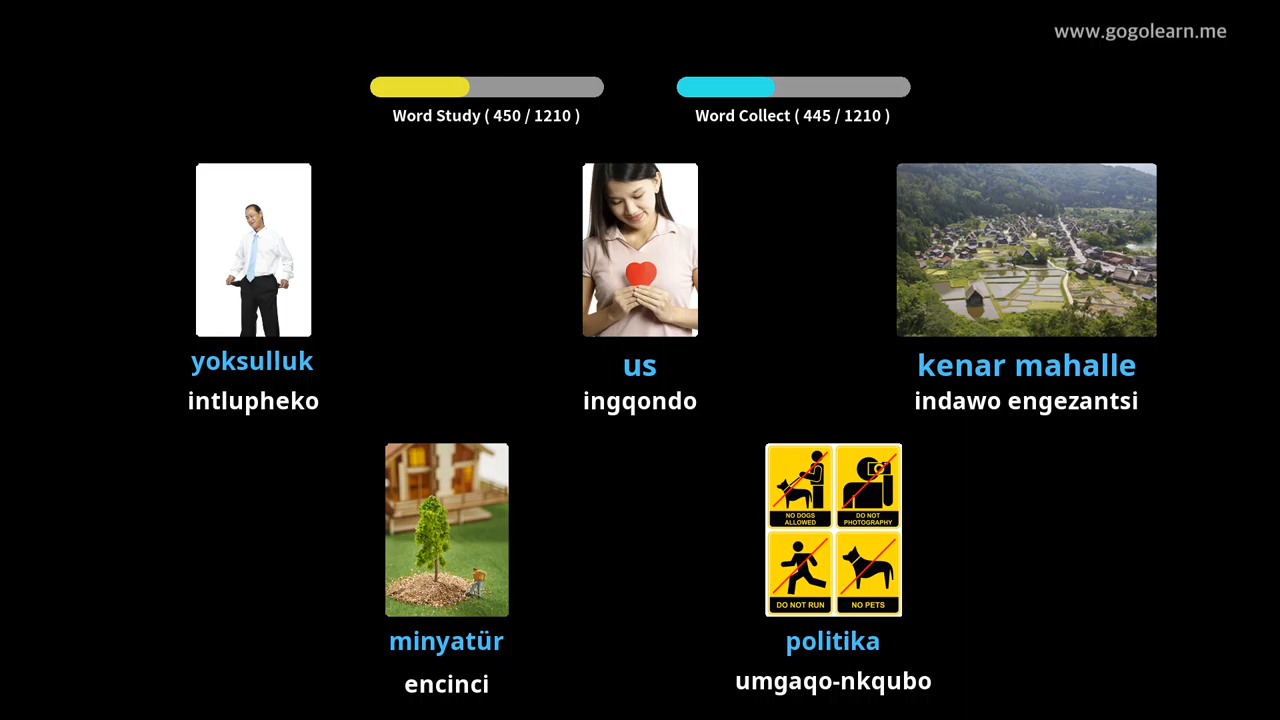 www.gogolearn.me
Word Study ( 450 / 1210 )
Word Collect ( 445 / 1210 )
yoksulluk
intlupheko
us
ingqondo
kenar mahalle
indawo engezantsi
NO DOGS
ALLOWED
DO NOT
PHOTOGRAPHY
DO NOT RUN
NO PETS
minyatür
encinci
politika
umgaqo-nkqubo